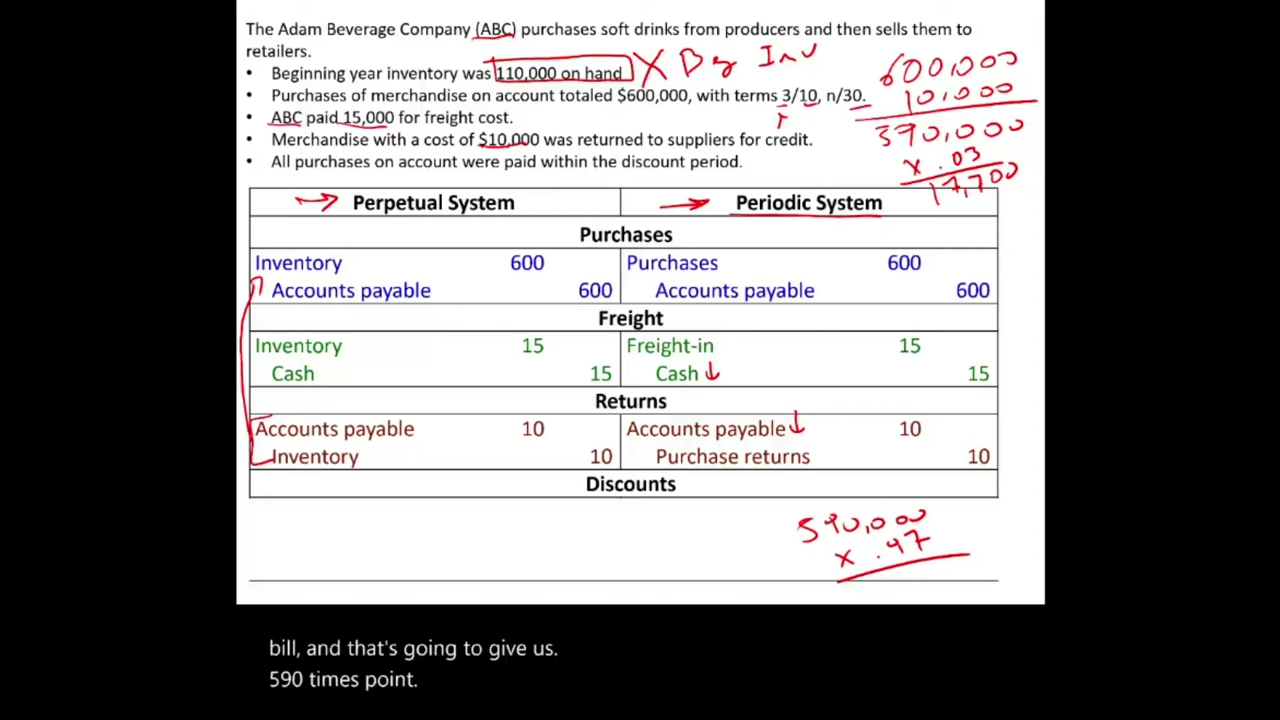 The Adam Beverage Company (ABC) purchases soft drinks from producers and then sells them to
retailers.
• Beginning year inventory was 110,000 on hand X Beg Inv
• Purchases of merchandise on account totaled $600,000, with terms 3/10, n/30.
• ABC paid 15,000 for freight cost.
• Merchandise with a cost of $10,000 was returned to suppliers for credit.
• All purchases on account were paid within the discount period.
600,000
- 10,000
590,000
x .03
17,700
Perpetual System Periodic System
Purchases
Inventory 600 Purchases 600
Accounts payable 600 Accounts payable 600
Freight
Inventory 15 Freight-in 15
Cash 15 Cash 15
Returns
Accounts payable 10 Accounts payable 10
Inventory 10 Purchase returns 10
Discounts
590,000
x .97
bill, and that's going to give us.
590 times point.